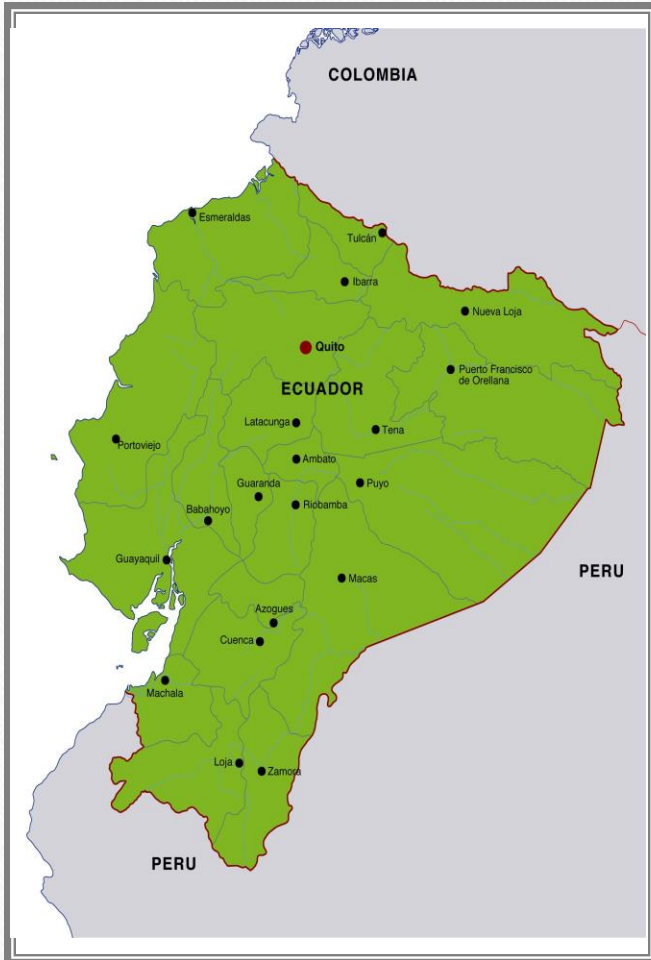 COLOMBIA
Esmeraldas
Tulcán
Ibarra
Nueva Loja
Quito
Puerto Francisco
de Orellana
ECUADOR
Latacunga
Tena
Portoviejo
Ambato
Guaranda
Puyo
Babahoyo
Riobamba
Guayaquil
PERU
Macas
Azogues
Cuenca
Machala
Loja
Zamora
PERU